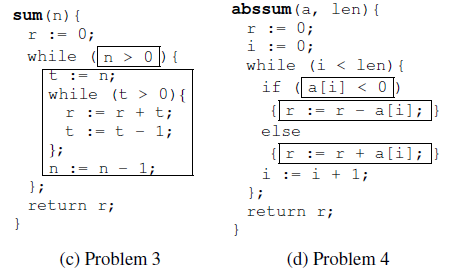 sum(n){
r := 0;
while (n > 0){
t := n;
while (t > 0){
r := r + t;
t := t - 1;
};
n := n - 1;
};
return r;
}
(c) Problem 3
abssum(a, len){
r := 0;
i := 0;
while (i < len){
if (a[i] < 0)
{r := r - a[i];}
else
{r := r + a[i];}
i := i + 1;
};
return r;
}
(d) Problem 4